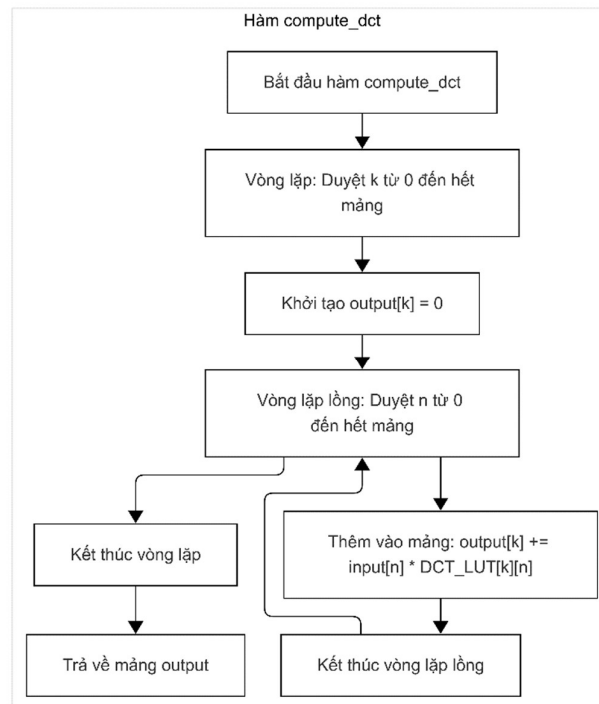 Hàm compute_dct
Bắt đầu hàm compute_dct
Vòng lặp: Duyệt k từ 0 đến hết
mảng
Khởi tạo output[k] = 0
Vòng lặp lồng: Duyệt n từ 0
đến hết mảng
Kết thúc vòng lặp
Thêm vào mảng: output[k] +=
input[n] * DCT_LUT[k][n]
Trả về mảng output
Kết thúc vòng lặp lồng